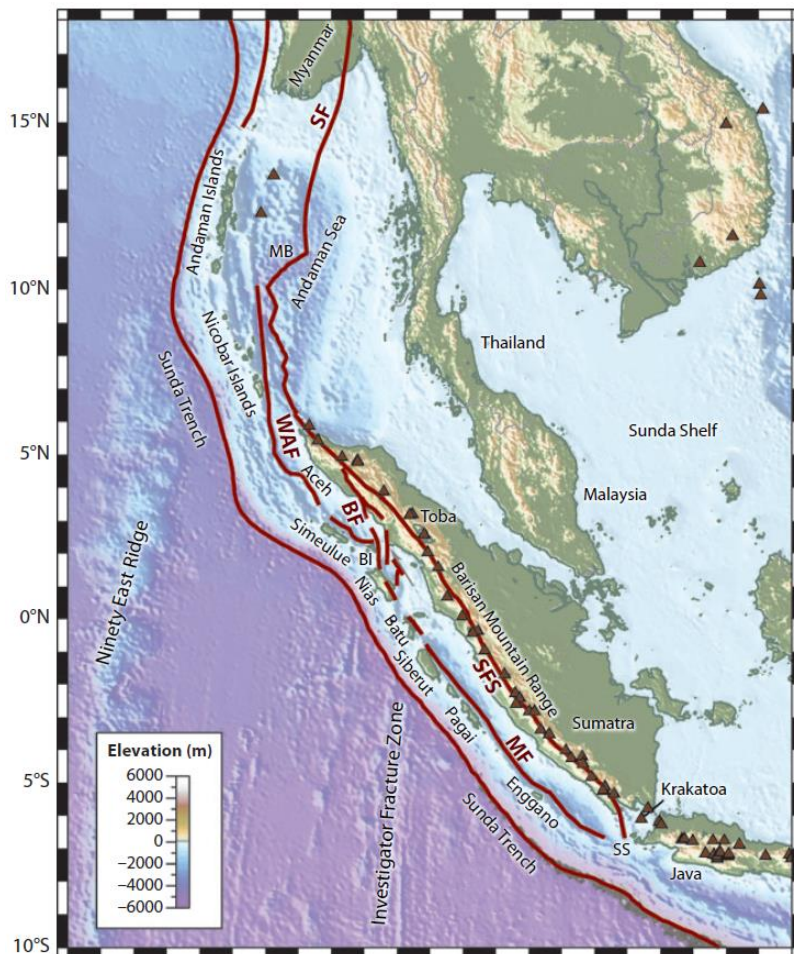 Myanmar
SF
15°N
Andaman Islands
MB
Andaman Sea
10°N
Nicobar Islands
Thailand
Sunda Trench
Sunda Shelf
5°N
WAF
Aceh
Malaysia
BF
Toba
Simeulue
BI
Ninety East Ridge
Nias
Barisan Mountain Range
0°N
Batu
Siberut
SFS
Pagai
Sumatra
Investigator Fracture Zone
MF
Elevation (m)
6000
4000
2000
0
−2000
−4000
−6000
5°S
Enggano
Krakatoa
Sunda Trench
SS
Java
10°S